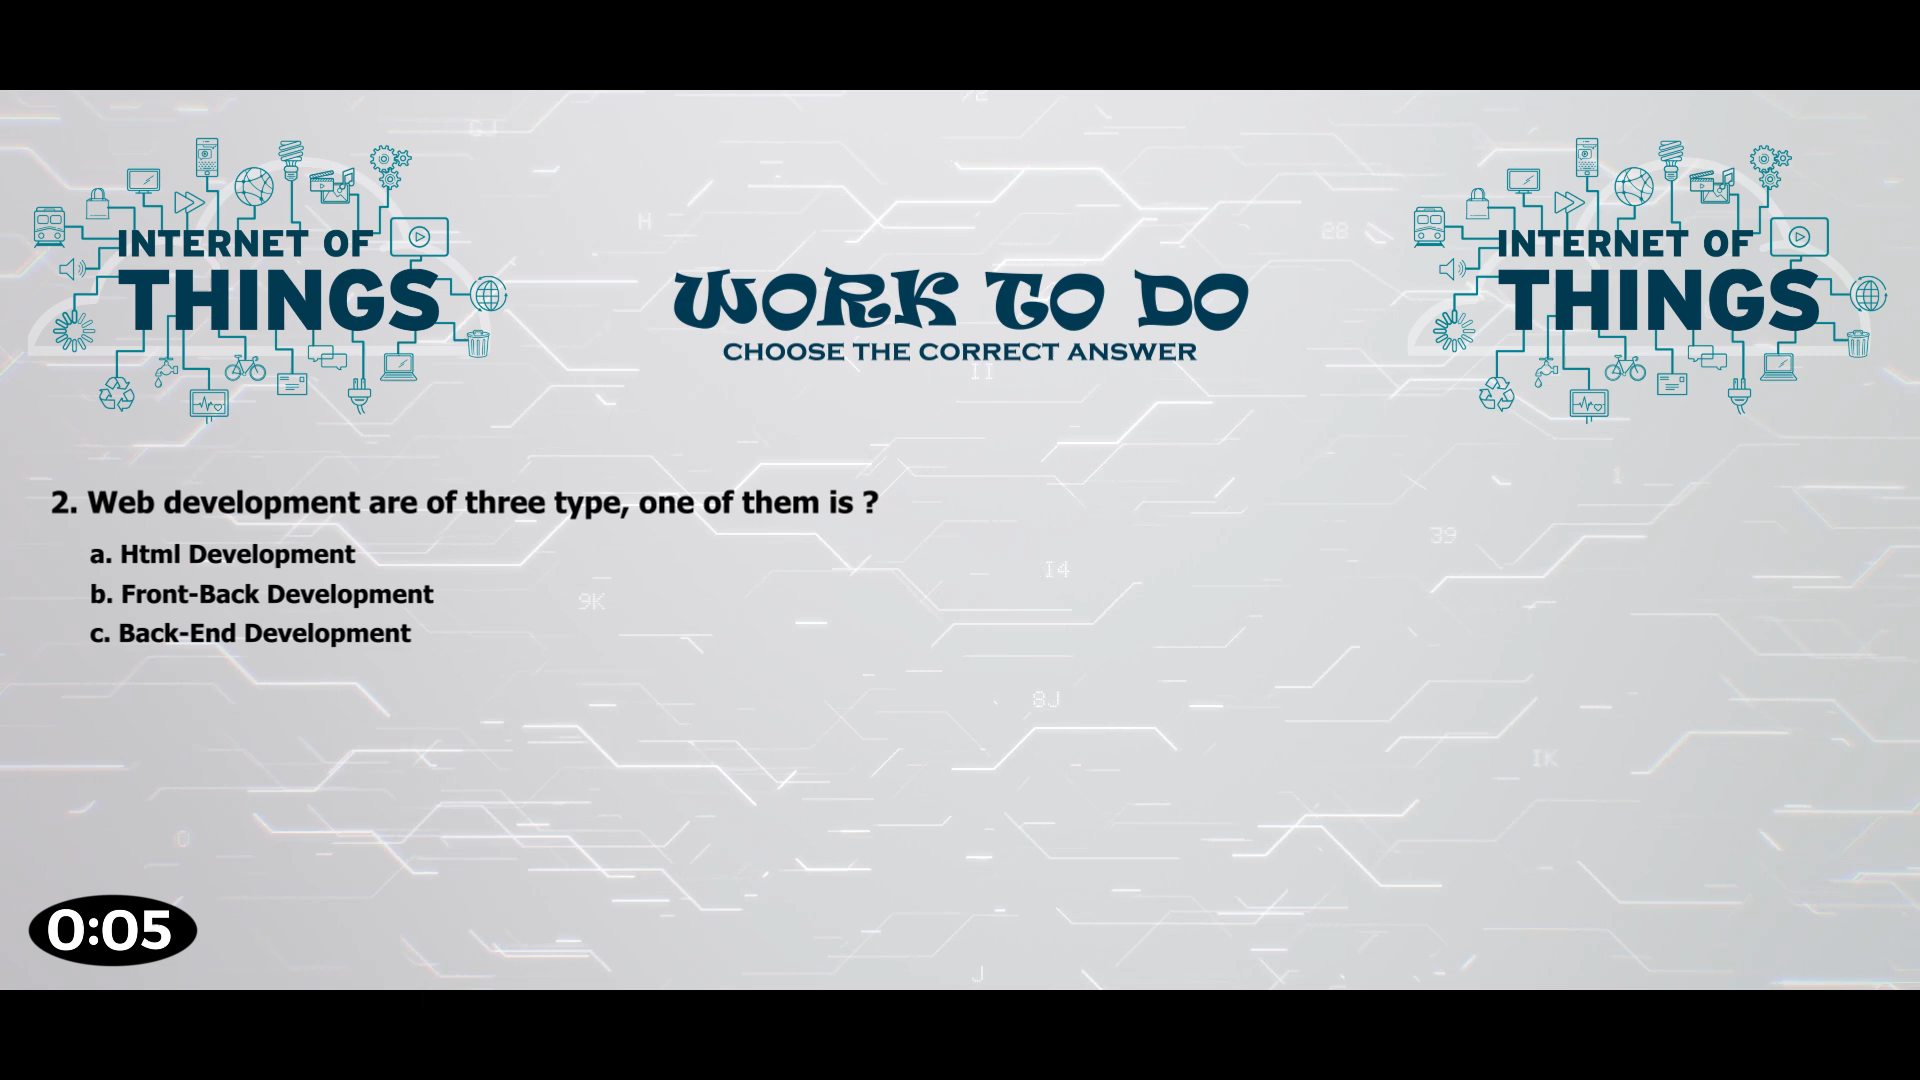 INTERNET OF
THINGS
WORK TO DO
CHOOSE THE CORRECT ANSWER
INTERNET OF
THINGS
2. Web development are of three type, one of them is ?
a. Html Development
b. Front-Back Development
c. Back-End Development
0:05